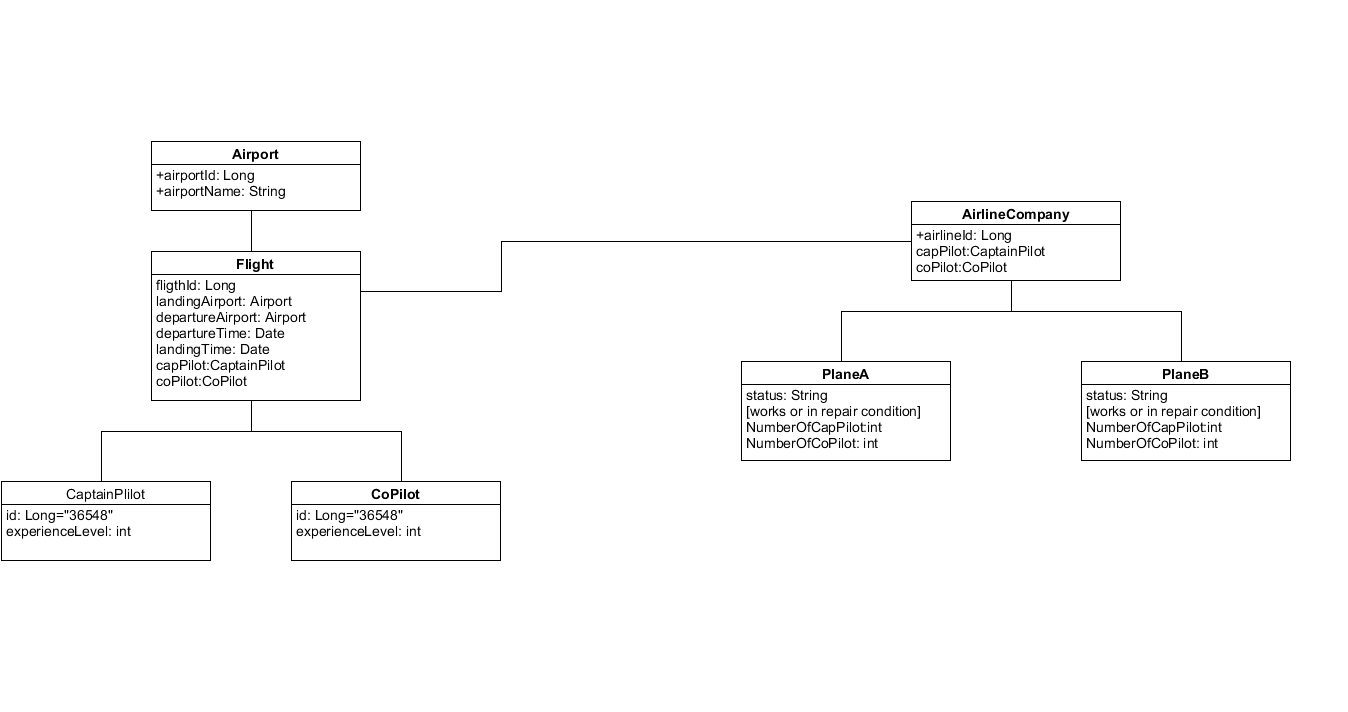 Airport
+airportId: Long
+airportName: String
Flight
fligthId: Long
landingAirport: Airport
departureAirport: Airport
departureTime: Date
landingTime: Date
capPilot:CaptainPilot
coPilot:CoPilot
CaptainPlilot
id: Long="36548"
experienceLevel: int
CoPilot
id: Long="36548"
experienceLevel: int
AirlineCompany
+airlineId: Long
capPilot:CaptainPilot
coPilot:CoPilot
PlaneA
status: String
[works or in repair condition]
NumberOfCapPilot:int
NumberOfCoPilot: int
PlaneB
status: String
[works or in repair condition]
NumberOfCapPilot:int
NumberOfCoPilot: int